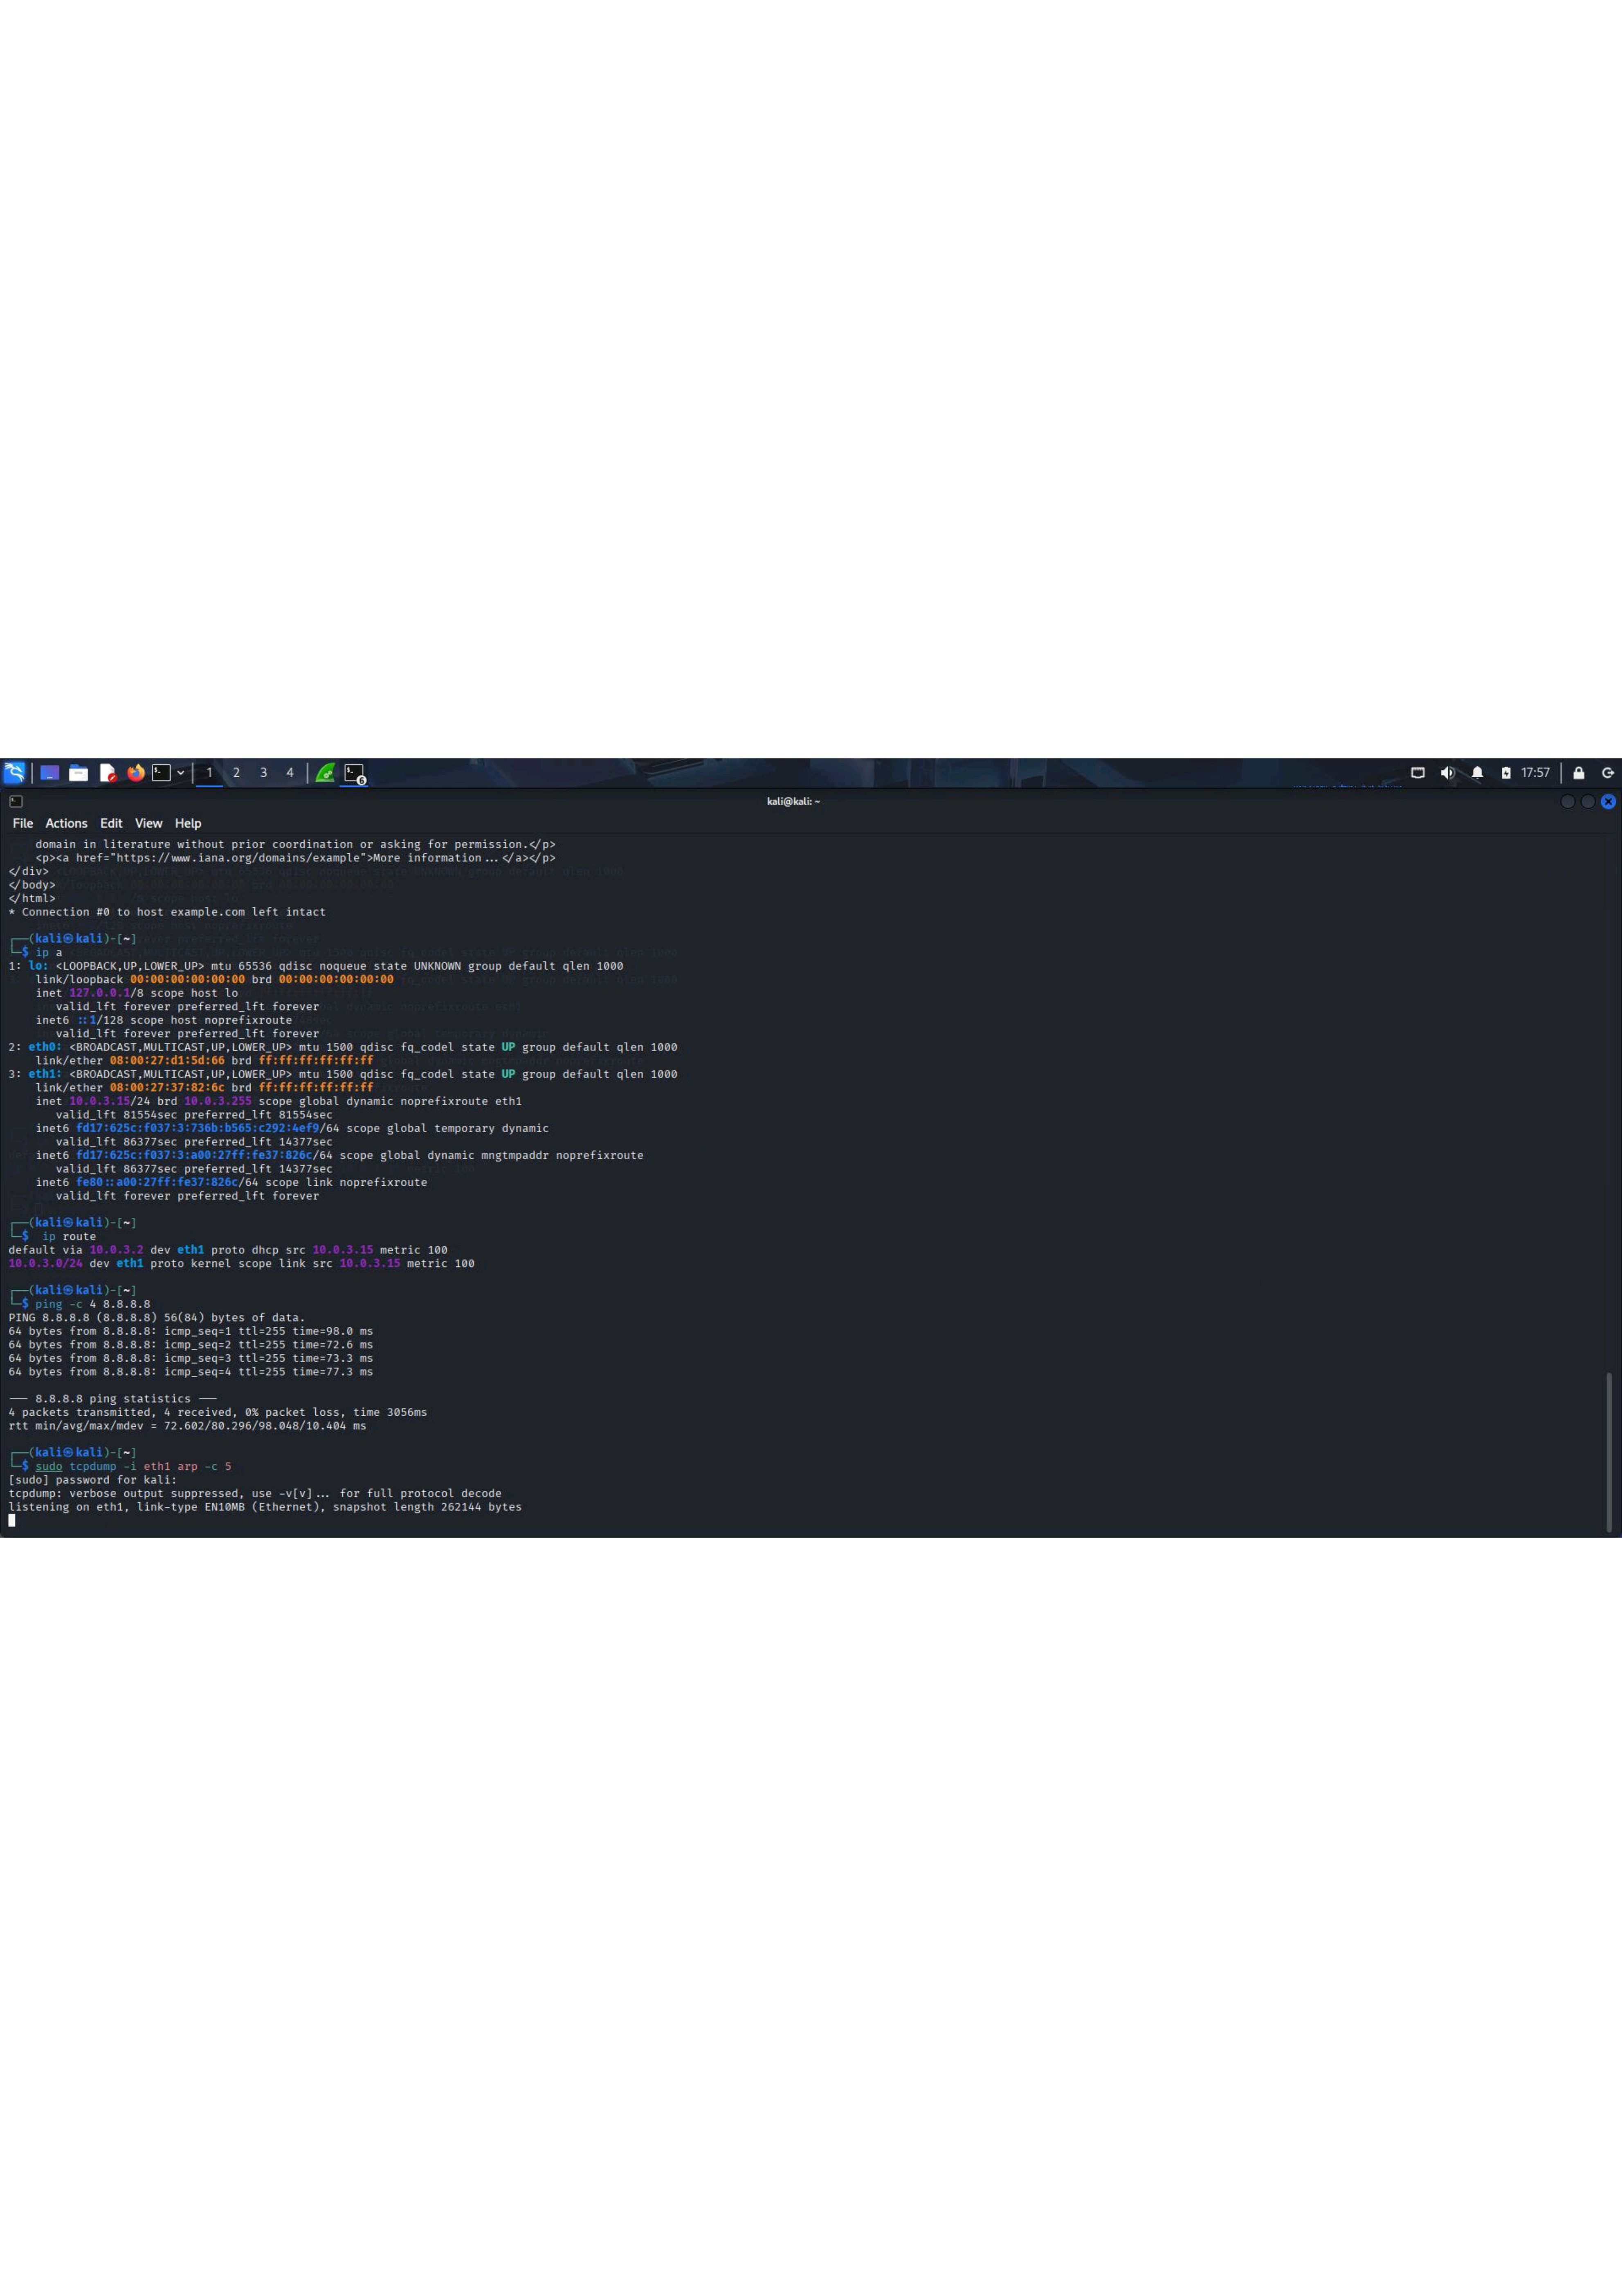 1 2 3 4
6
17:57
kali@kali: ~
File Actions Edit View Help
domain in literature without prior coordination or asking for permission.</p>
<p><a href="https://www.iana.org/domains/example">More information...</a></p>
</div>
</body>
</html>
* Connection #0 to host example.com left intact
┌──(kali㉿kali)-[~]
└─$ ip a
1: lo: <LOOPBACK,UP,LOWER_UP> mtu 65536 qdisc noqueue state UNKNOWN group default qlen 1000
link/loopback 00:00:00:00:00:00 brd 00:00:00:00:00:00
inet 127.0.0.1/8 scope host lo
valid_lft forever preferred_lft forever
inet6 ::1/128 scope host noprefixroute
valid_lft forever preferred_lft forever
2: eth0: <BROADCAST,MULTICAST,UP,LOWER_UP> mtu 1500 qdisc fq_codel state UP group default qlen 1000
link/ether 08:00:27:d1:5d:66 brd ff:ff:ff:ff:ff:ff
3: eth1: <BROADCAST,MULTICAST,UP,LOWER_UP> mtu 1500 qdisc fq_codel state UP group default qlen 1000
link/ether 08:00:27:37:82:6c brd ff:ff:ff:ff:ff:ff
inet 10.0.3.15/24 brd 10.0.3.255 scope global dynamic noprefixroute eth1
valid_lft 81554sec preferred_lft 81554sec
inet6 fd17:625c:f037:3:736b:b565:c292:4ef9/64 scope global temporary dynamic
valid_lft 86377sec preferred_lft 14377sec
inet6 fd17:625c:f037:3:a00:27ff:fe37:826c/64 scope global dynamic mngtmpaddr noprefixroute
valid_lft 86377sec preferred_lft 14377sec
inet6 fe80::a00:27ff:fe37:826c/64 scope link noprefixroute
valid_lft forever preferred_lft forever
┌──(kali㉿kali)-[~]
└─$ ip route
default via 10.0.3.2 dev eth1 proto dhcp src 10.0.3.15 metric 100
10.0.3.0/24 dev eth1 proto kernel scope link src 10.0.3.15 metric 100
┌──(kali㉿kali)-[~]
└─$ ping -c 4 8.8.8.8
PING 8.8.8.8 (8.8.8.8) 56(84) bytes of data.
64 bytes from 8.8.8.8: icmp_seq=1 ttl=255 time=98.0 ms
64 bytes from 8.8.8.8: icmp_seq=2 ttl=255 time=72.6 ms
64 bytes from 8.8.8.8: icmp_seq=3 ttl=255 time=73.3 ms
64 bytes from 8.8.8.8: icmp_seq=4 ttl=255 time=77.3 ms
--- 8.8.8.8 ping statistics ---
4 packets transmitted, 4 received, 0% packet loss, time 3056ms
rtt min/avg/max/mdev = 72.602/80.296/98.048/10.404 ms
┌──(kali㉿kali)-[~]
└─$ sudo tcpdump -i eth1 arp -c 5
[sudo] password for kali:
tcpdump: verbose output suppressed, use -v[v]... for full protocol decode
listening on eth1, link-type EN10MB (Ethernet), snapshot length 262144 bytes